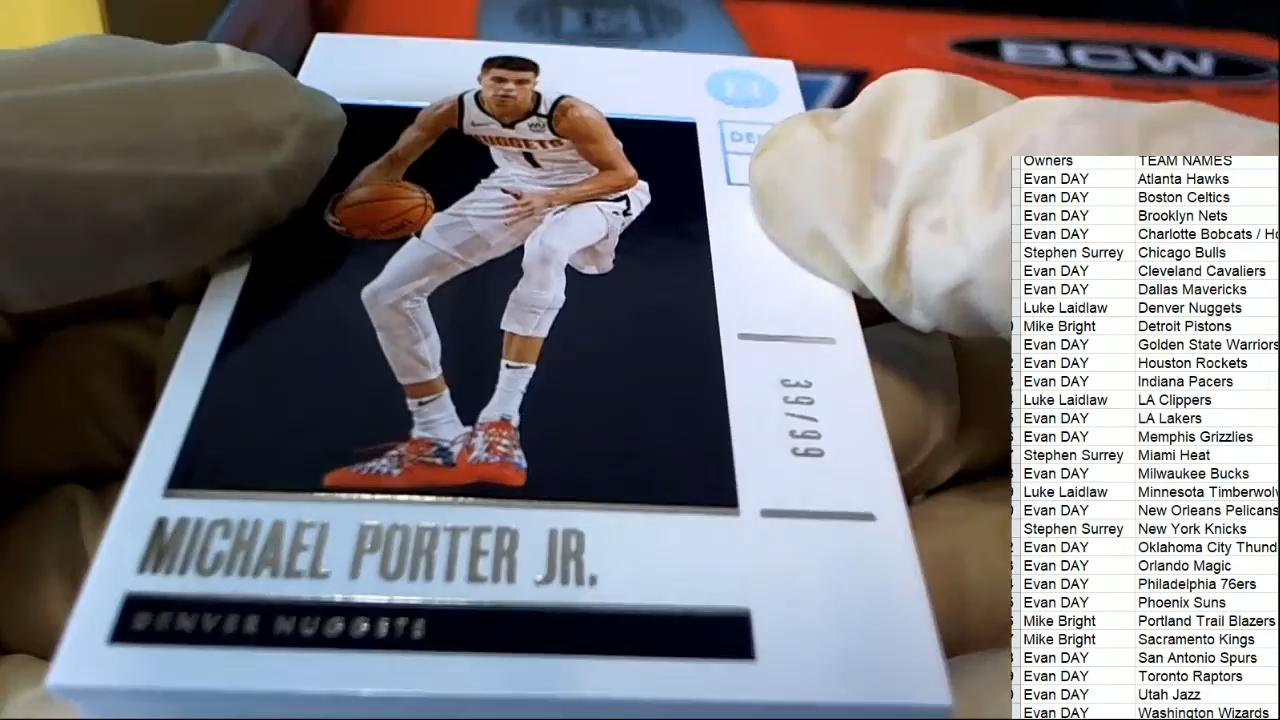 BCW
E
DE
NUGGETS
1
39/99
MICHAEL PORTER JR.
DENVER NUGGETS
Owners TEAM NAMES
Evan DAY Atlanta Hawks
Evan DAY Boston Celtics
Evan DAY Brooklyn Nets
Evan DAY Charlotte Bobcats / Ho
Stephen Surrey Chicago Bulls
Evan DAY Cleveland Cavaliers
Evan DAY Dallas Mavericks
Luke Laidlaw Denver Nuggets
Mike Bright Detroit Pistons
Evan DAY Golden State Warriors
Evan DAY Houston Rockets
Evan DAY Indiana Pacers
Luke Laidlaw LA Clippers
Evan DAY LA Lakers
Evan DAY Memphis Grizzlies
Stephen Surrey Miami Heat
Evan DAY Milwaukee Bucks
Luke Laidlaw Minnesota Timberwol
Evan DAY New Orleans Pelicans
Stephen Surrey New York Knicks
Evan DAY Oklahoma City Thund
Evan DAY Orlando Magic
Evan DAY Philadelphia 76ers
Evan DAY Phoenix Suns
Mike Bright Portland Trail Blazers
Mike Bright Sacramento Kings
Evan DAY San Antonio Spurs
Evan DAY Toronto Raptors
Evan DAY Utah Jazz
Evan DAY Washington Wizards